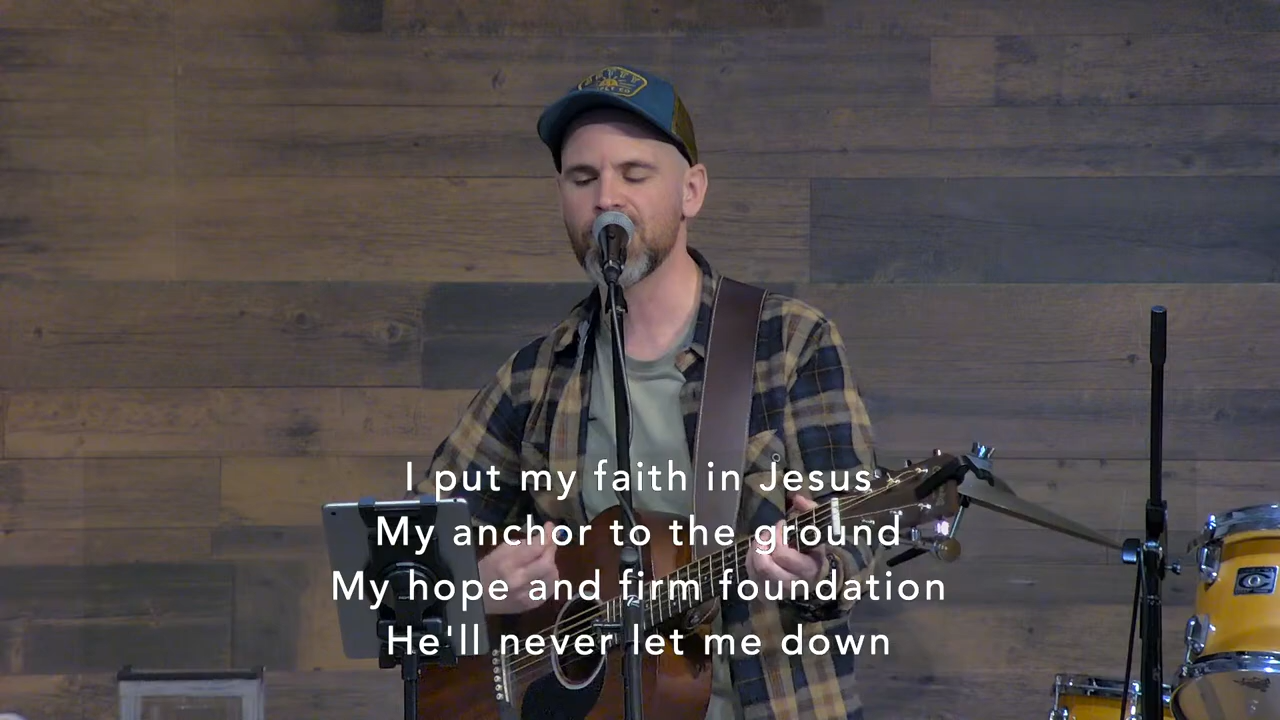 I put my faith in Jesus
My anchor to the ground
My hope and firm foundation
He'll never let me down